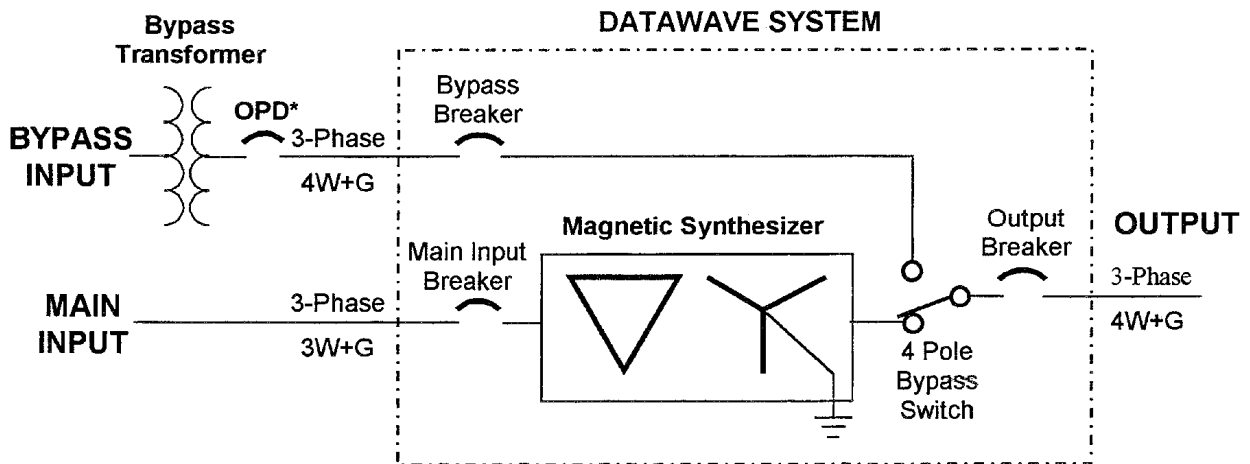 DATAWAVE SYSTEM
Bypass
Transformer
OPD*
BYPASS
INPUT
3-Phase
4W+G
Bypass
Breaker
Magnetic Synthesizer
Main Input
Breaker
MAIN
INPUT
3-Phase
3W+G
4 Pole
Bypass
Switch
Output
Breaker
OUTPUT
3-Phase
4W+G